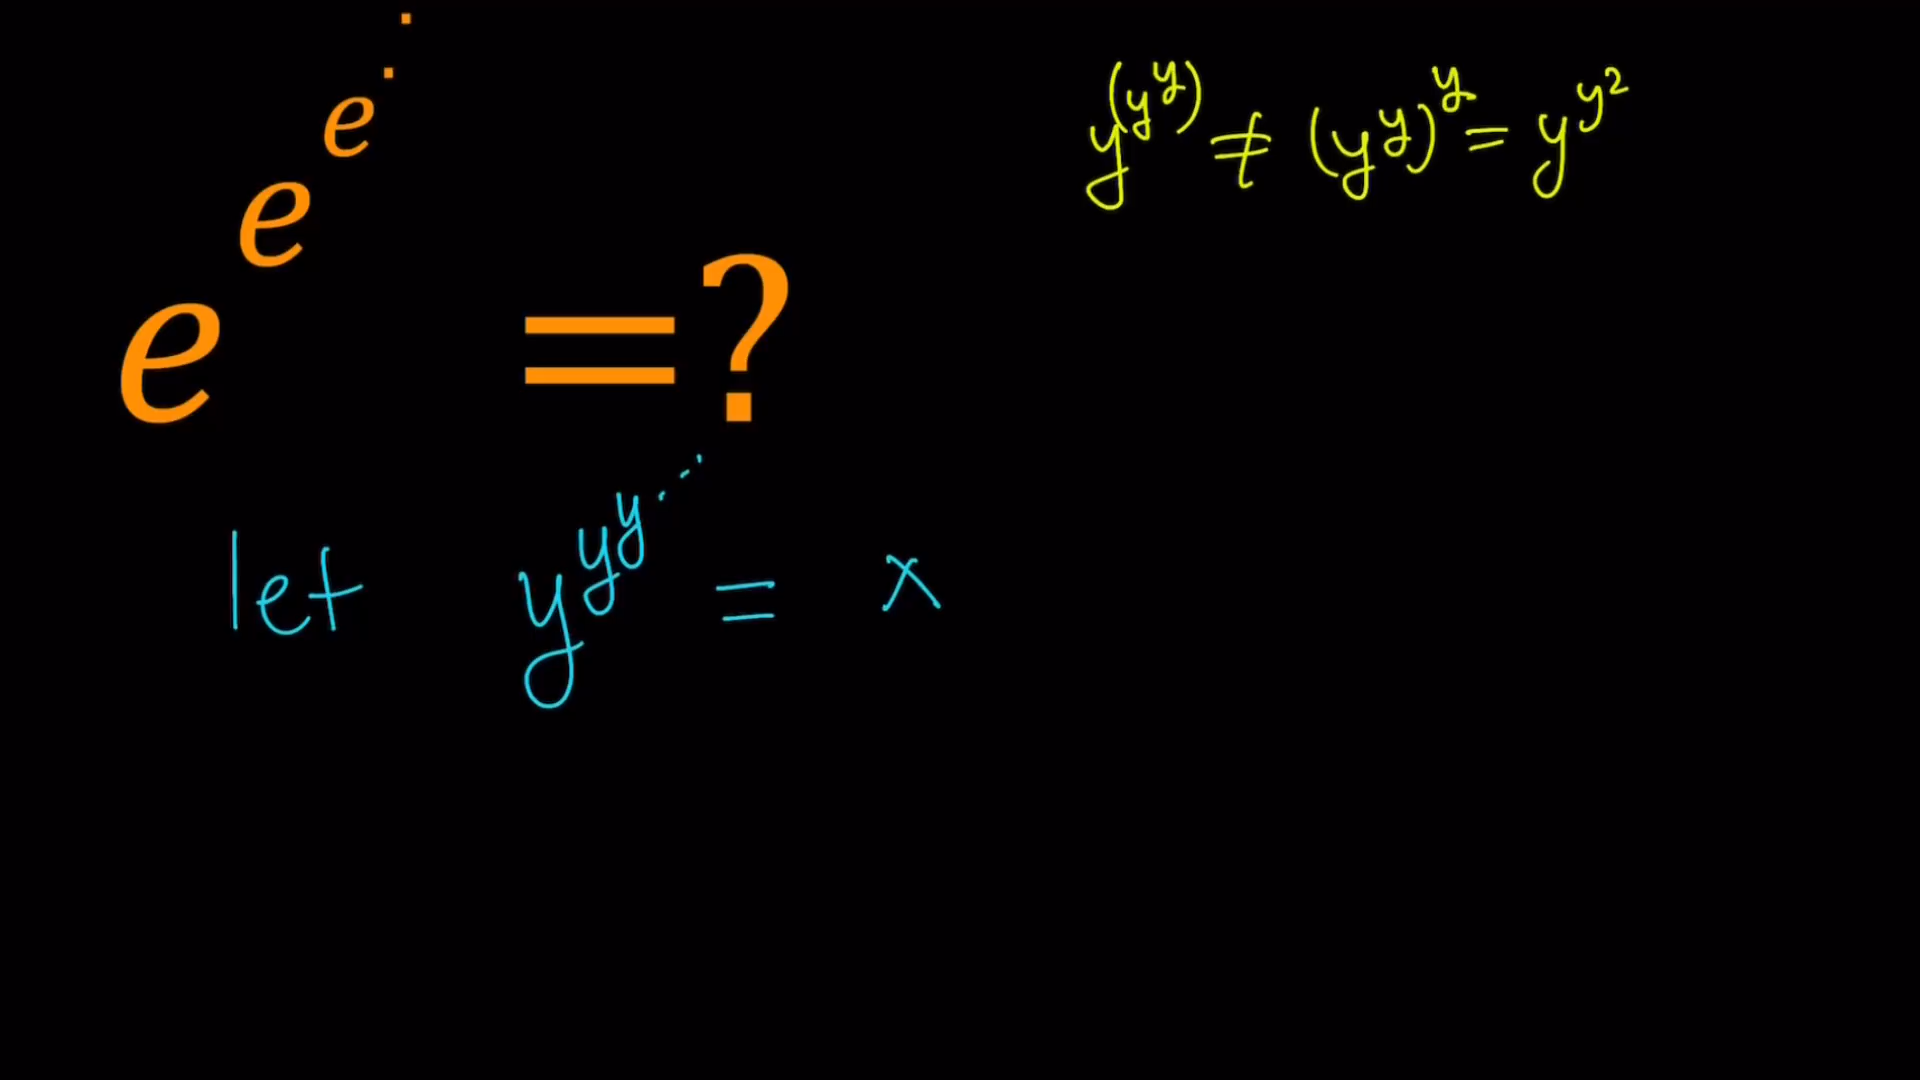 e^{e^{e^{.^{.}}}} = ?
y^{(y^y)} ≠ (y^y)^y = y^{y^2}
let y^{y^{y^{...}}} = x